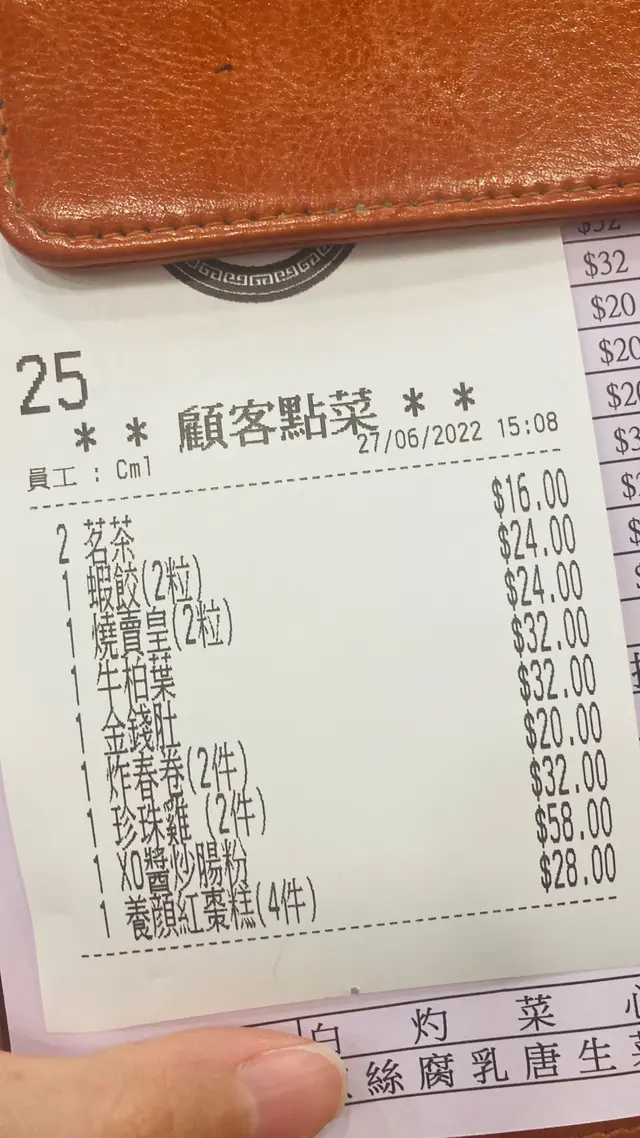 25
* * 顧客點菜 * *
員工 : Cml 27/06/2022 15:08
2 茗茶 $16.00
1 蝦餃(2粒) $24.00
1 燒賣皇(2粒) $24.00
1 牛柏葉 $32.00
1 金錢肚 $32.00
1 炸春卷(2件) $20.00
1 珍珠雞 (2件) $32.00
1 XO醬炒腸粉 $58.00
1 養顔紅棗糕(4件) $28.00
$32
$32
$20
白灼菜
絲腐乳唐生